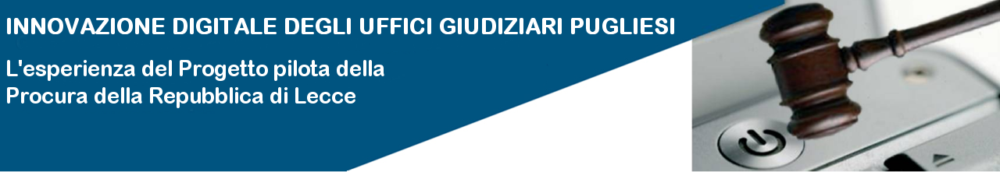 INNOVAZIONE DIGITALE DEGLI UFFICI GIUDIZIARI PUGLIESI
L'esperienza del Progetto pilota della
Procura della Repubblica di Lecce